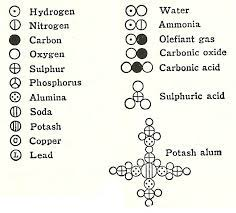 Hydrogen
Nitrogen
Carbon
Oxygen
Sulphur
Phosphorus
Alumina
Soda
Potash
C Copper
L Lead
Water
Ammonia
Olefiant gas
Carbonic oxide
Carbonic acid
Sulphuric acid
Potash alum